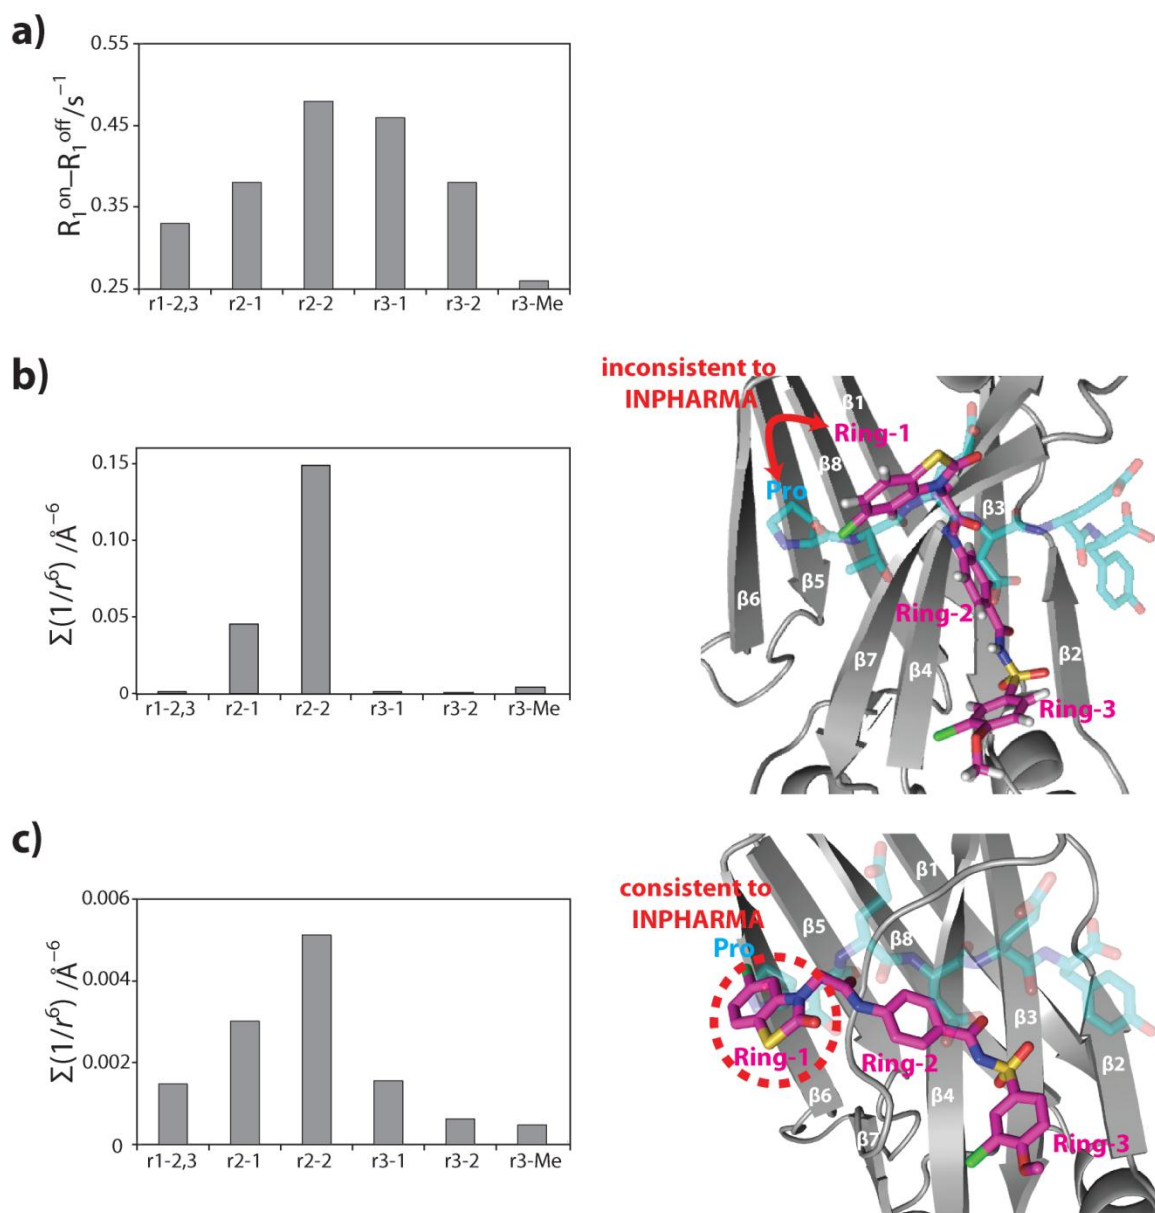 a)
R₁ᵒⁿ–R₁ᵒᶠᶠ/s⁻¹
0.55
0.45
0.35
0.25
r1-2,3 r2-1 r2-2 r3-1 r3-2 r3-Me
b)
Σ(1/r⁶) /Å⁻⁶
0.15
0.10
0.05
0
r1-2,3 r2-1 r2-2 r3-1 r3-2 r3-Me
inconsistent to
INPHARMA
β1
Ring-1
β8
Pro
β3
β5
β6
Ring-2
β7
β4
β2
Ring-3
c)
Σ(1/r⁶) /Å⁻⁶
0.006
0.004
0.002
0
r1-2,3 r2-1 r2-2 r3-1 r3-2 r3-Me
consistent to
INPHARMA
Pro
β1
β5
β8
β3
Ring-1
Ring-2
β2
β6
β4
β7
Ring-3